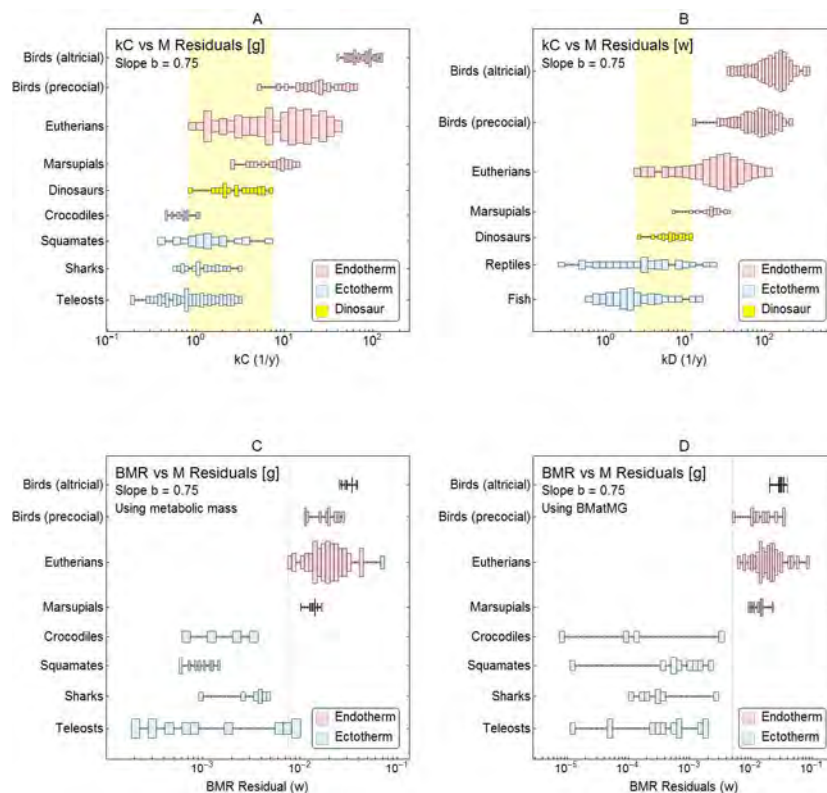 A
kC vs M Residuals [g]
Slope b = 0.75
Birds (altricial)
Birds (precocial)
Eutherians
Marsupials
Dinosaurs
Crocodiles
Squamates
Sharks
Teleosts
Endotherm
Ectotherm
Dinosaur
10⁻¹ 10⁰ 10¹ 10²
kC (1/y)
B
kC vs M Residuals [w]
Slope b = 0.75
Birds (altricial)
Birds (precocial)
Eutherians
Marsupials
Dinosaurs
Reptiles
Fish
Endotherm
Ectotherm
Dinosaur
10⁰ 10¹ 10²
kD (1/y)
C
BMR vs M Residuals [g]
Slope b = 0.75
Using metabolic mass
Birds (altricial)
Birds (precocial)
Eutherians
Marsupials
Crocodiles
Squamates
Sharks
Teleosts
Endotherm
Ectotherm
10⁻³ 10⁻² 10⁻¹
BMR Residual (w)
D
BMR vs M Residuals [g]
Slope b = 0.75
Using BMatMG
Birds (altricial)
Birds (precocial)
Eutherians
Marsupials
Crocodiles
Squamates
Sharks
Teleosts
Endotherm
Ectotherm
10⁻⁵ 10⁻⁴ 10⁻³ 10⁻² 10⁻¹
BMR Residuals (w)